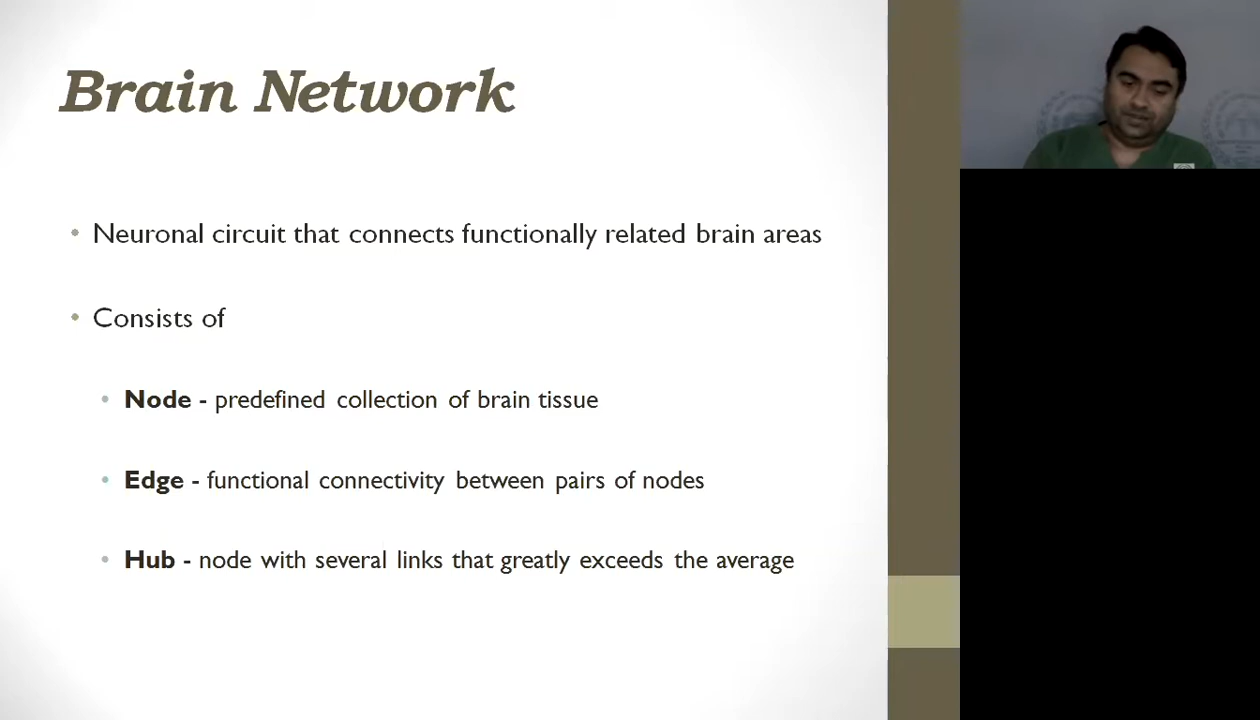 Brain Network
• Neuronal circuit that connects functionally related brain areas
• Consists of
• Node - predefined collection of brain tissue
• Edge - functional connectivity between pairs of nodes
• Hub - node with several links that greatly exceeds the average